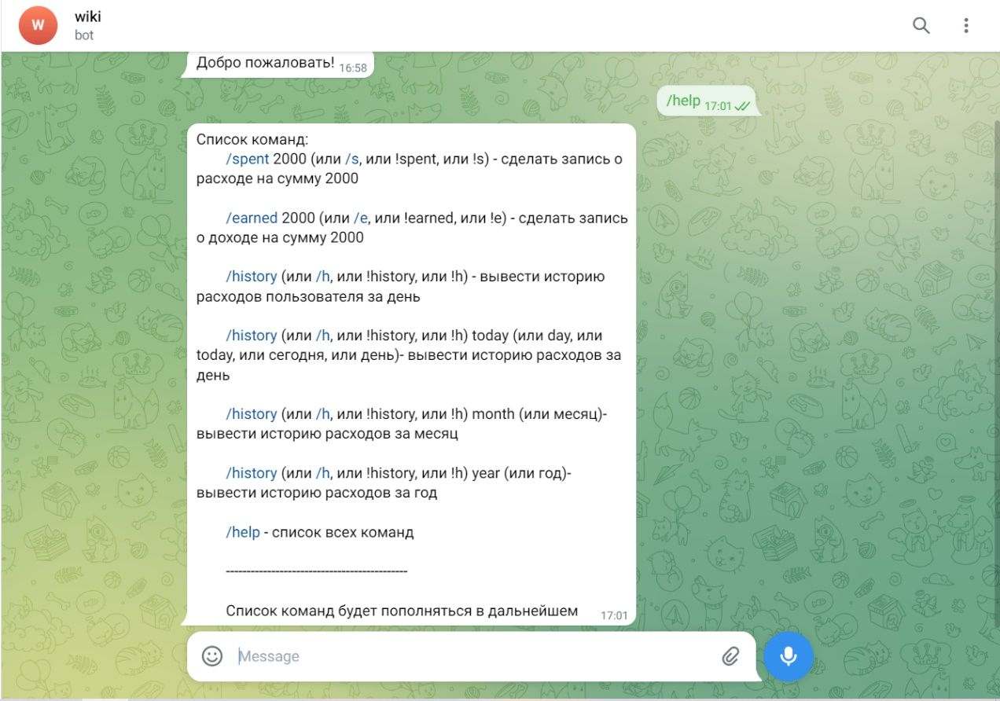 W
wiki
bot
Добро пожаловать! 16:58
/help 17:01
Список команд:
/spent 2000 (или /s, или !spent, или !s) - сделать запись о
расходе на сумму 2000
/earned 2000 (или /e, или !earned, или !e) - сделать запись
о доходе на сумму 2000
/history (или /h, или !history, или !h) - вывести историю
расходов пользователя за день
/history (или /h, или !history, или !h) today (или day, или
today, или сегодня, или день)- вывести историю расходов за
день
/history (или /h, или !history, или !h) month (или месяц)-
вывести историю расходов за месяц
/history (или /h, или !history, или !h) year (или год)-
вывести историю расходов за год
/help - список всех команд
--------------------------------------------
Список команд будет пополняться в дальнейшем 17:01
Message